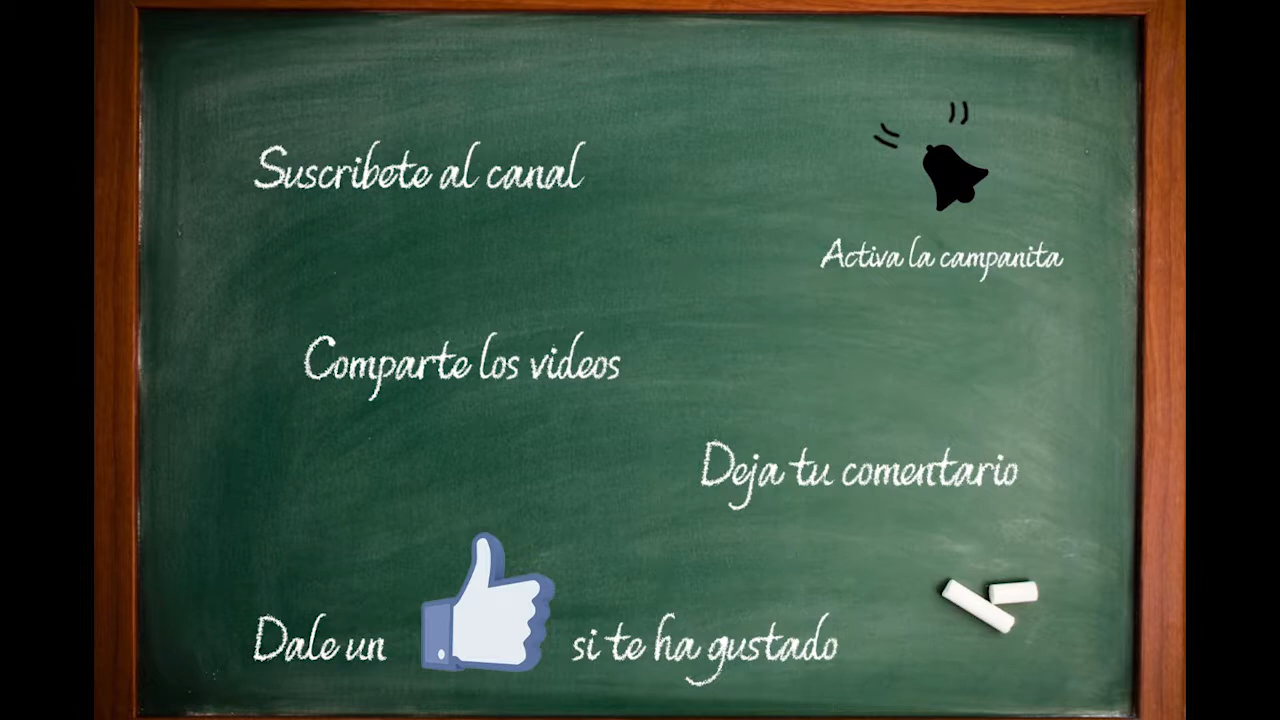 Suscribete al canal
Activa la campanita
Comparte los videos
Deja tu comentario
Dale un si te ha gustado